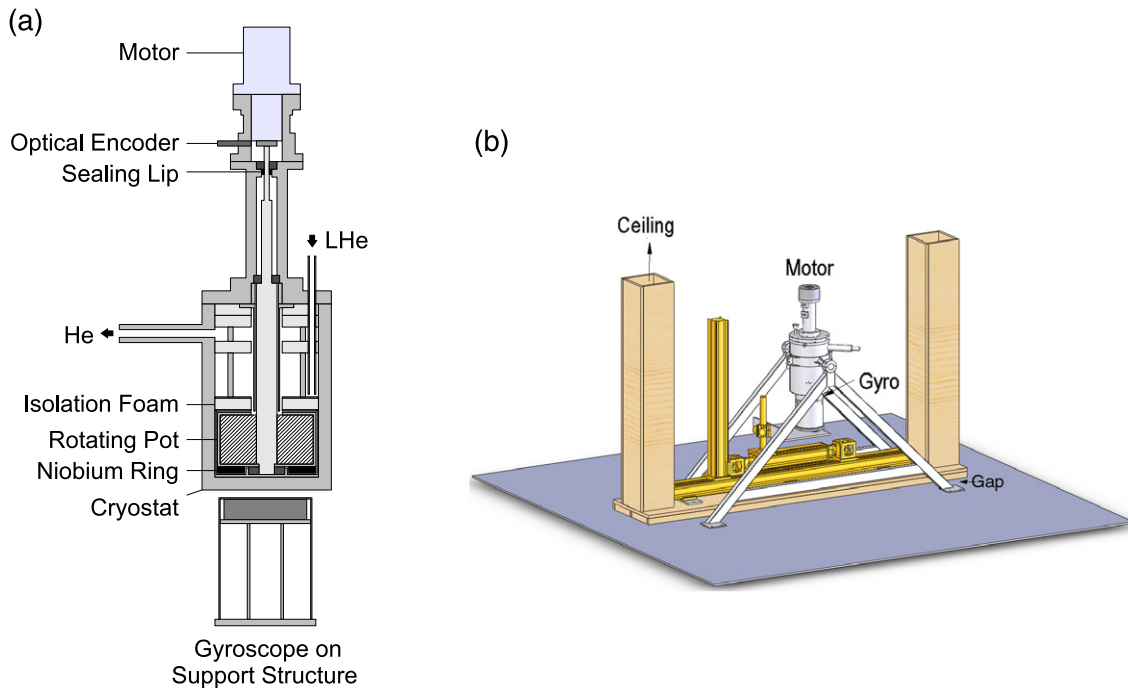 (a)
Motor
Optical Encoder
Sealing Lip
LHe
He
Isolation Foam
Rotating Pot
Niobium Ring
Cryostat
Gyroscope on
Support Structure
(b)
Ceiling
Motor
Gyro
Gap